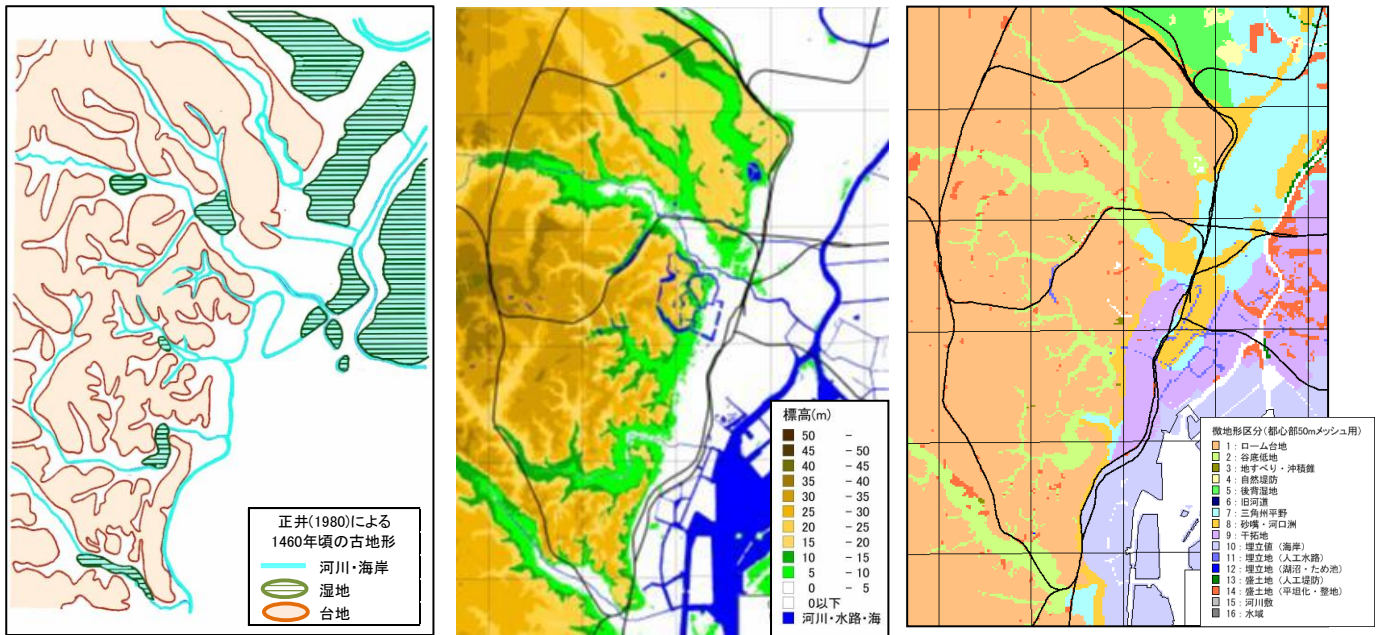 正井(1980)による
1460年頃の古地形
河川・海岸
湿地
台地
標高(m)
50 -
45 - 50
40 - 45
35 - 40
30 - 35
25 - 30
20 - 25
15 - 20
10 - 15
5 - 10
0 - 5
0以下
河川・水路・海
微地形区分(都心部50mメッシュ用)
1:ローム台地
2:谷底低地
3:地すべり・沖積錐
4:自然堤防
5:後背湿地
6:旧河道
7:三角州平野
8:砂嘴・河口洲
9:干拓地
10:埋立値(海岸)
11:埋立地(人工水路)
12:埋立地(湖沼・ため池)
13:盛土地(人工堤防)
14:盛土地(平坦化・整地)
15:河川敷
16:水域